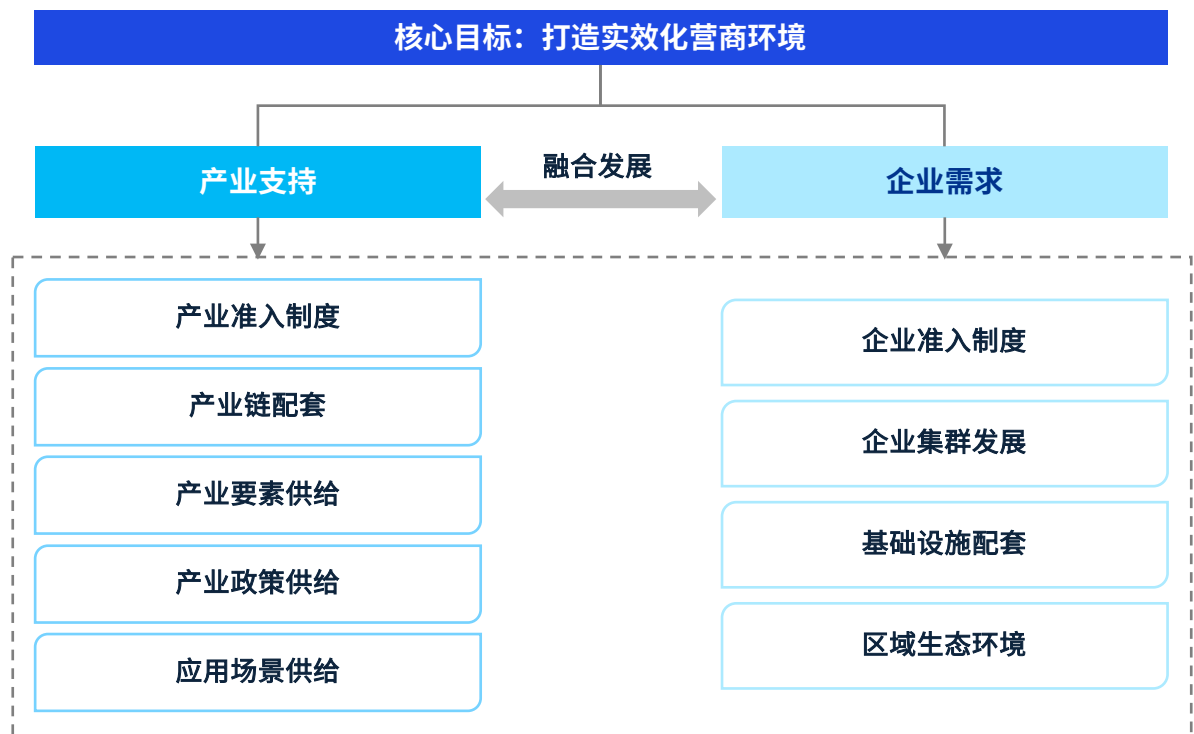 核心目标：打造实效化营商环境
产业支持
融合发展
企业需求
产业准入制度
产业链配套
产业要素供给
产业政策供给
应用场景供给
企业准入制度
企业集群发展
基础设施配套
区域生态环境